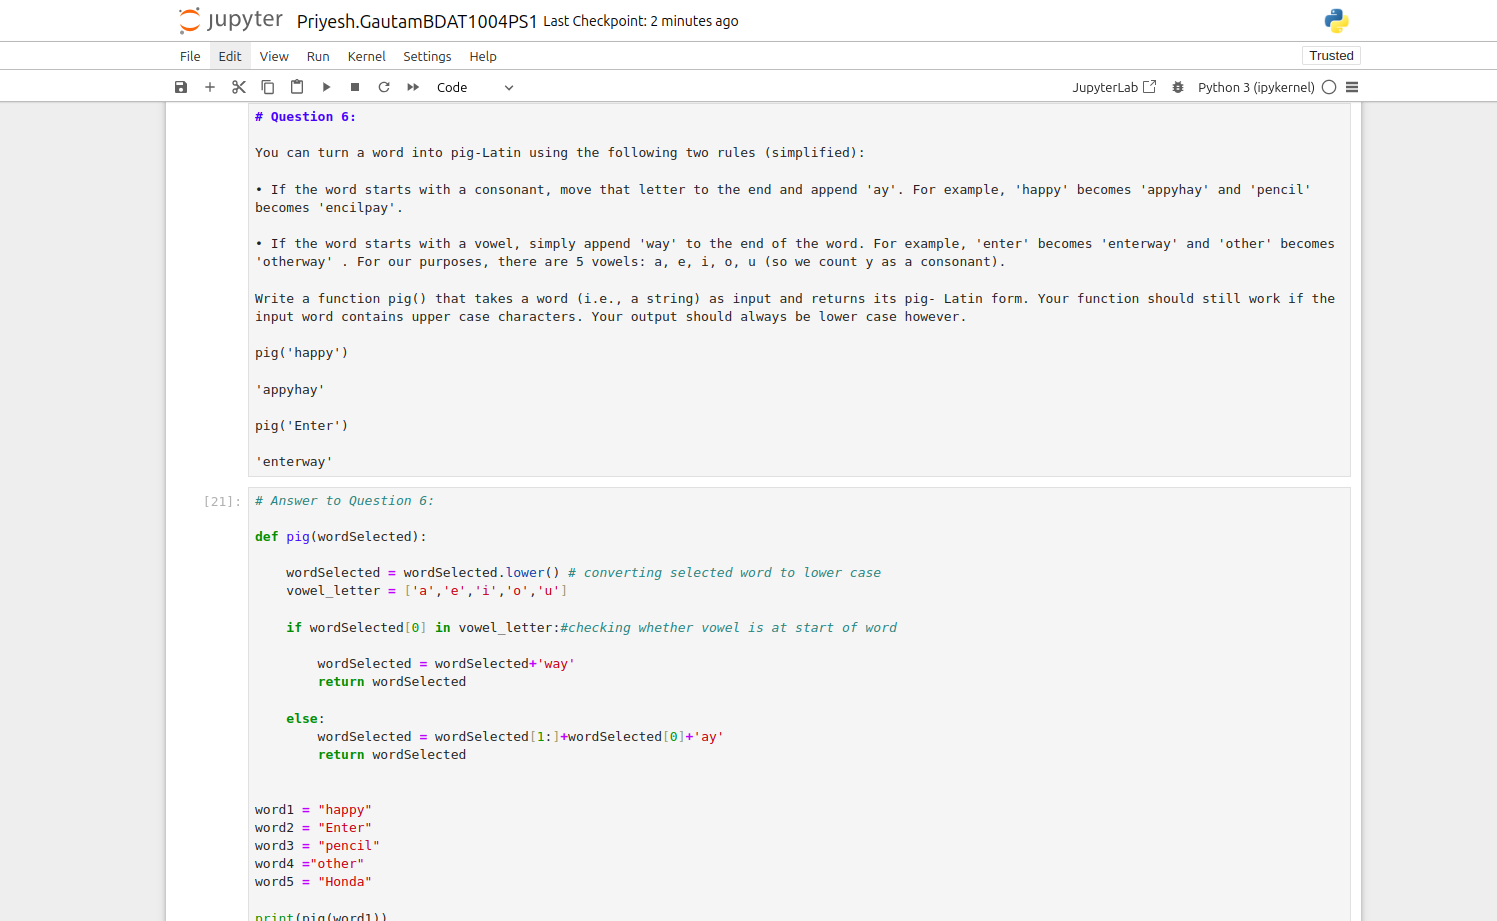 jupyter Priyesh.GautamBDAT1004PS1 Last Checkpoint: 2 minutes ago
File Edit View Run Kernel Settings Help Trusted
Code JupyterLab Python 3 (ipykernel)
# Question 6:
You can turn a word into pig-Latin using the following two rules (simplified):
• If the word starts with a consonant, move that letter to the end and append 'ay'. For example, 'happy' becomes 'appyhay' and 'pencil'
becomes 'encilpay'.
• If the word starts with a vowel, simply append 'way' to the end of the word. For example, 'enter' becomes 'enterway' and 'other' becomes
'otherway' . For our purposes, there are 5 vowels: a, e, i, o, u (so we count y as a consonant).
Write a function pig() that takes a word (i.e., a string) as input and returns its pig- Latin form. Your function should still work if the
input word contains upper case characters. Your output should always be lower case however.
pig('happy')
'appyhay'
pig('Enter')
'enterway'
[21]: # Answer to Question 6:
def pig(wordSelected):
    wordSelected = wordSelected.lower() # converting selected word to lower case
    vowel_letter = ['a','e','i','o','u']
    if wordSelected[0] in vowel_letter:#checking whether vowel is at start of word
        wordSelected = wordSelected+'way'
        return wordSelected
    else:
        wordSelected = wordSelected[1:]+wordSelected[0]+'ay'
        return wordSelected
word1 = "happy"
word2 = "Enter"
word3 = "pencil"
word4 ="other"
word5 = "Honda"
print(pig(word1))